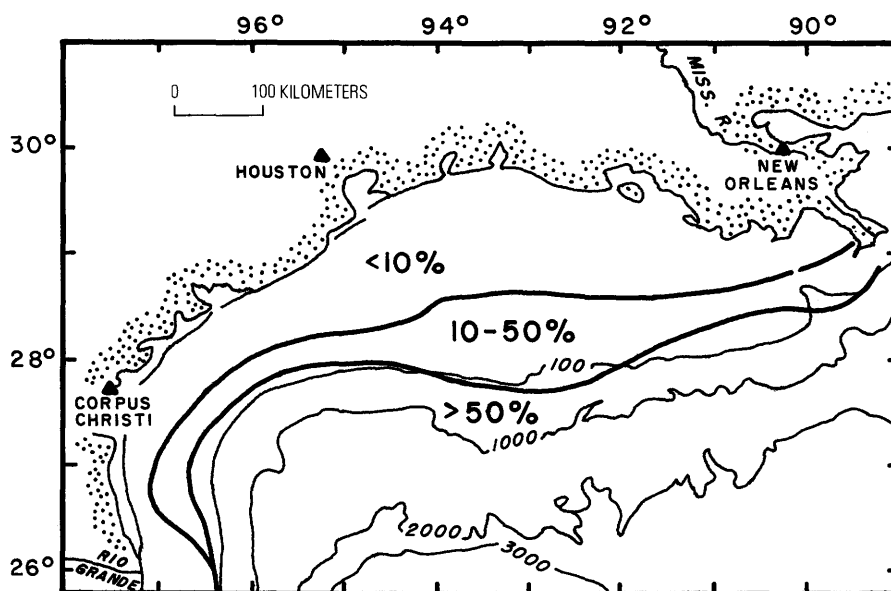 96° 94° 92° 90°
0 100 KILOMETERS
MISS. R
30°
HOUSTON
NEW
ORLEANS
<10%
10-50%
28°
100
CORPUS
CHRISTI
>50%
1000
2000
3000
26°
RIO
GRANDE